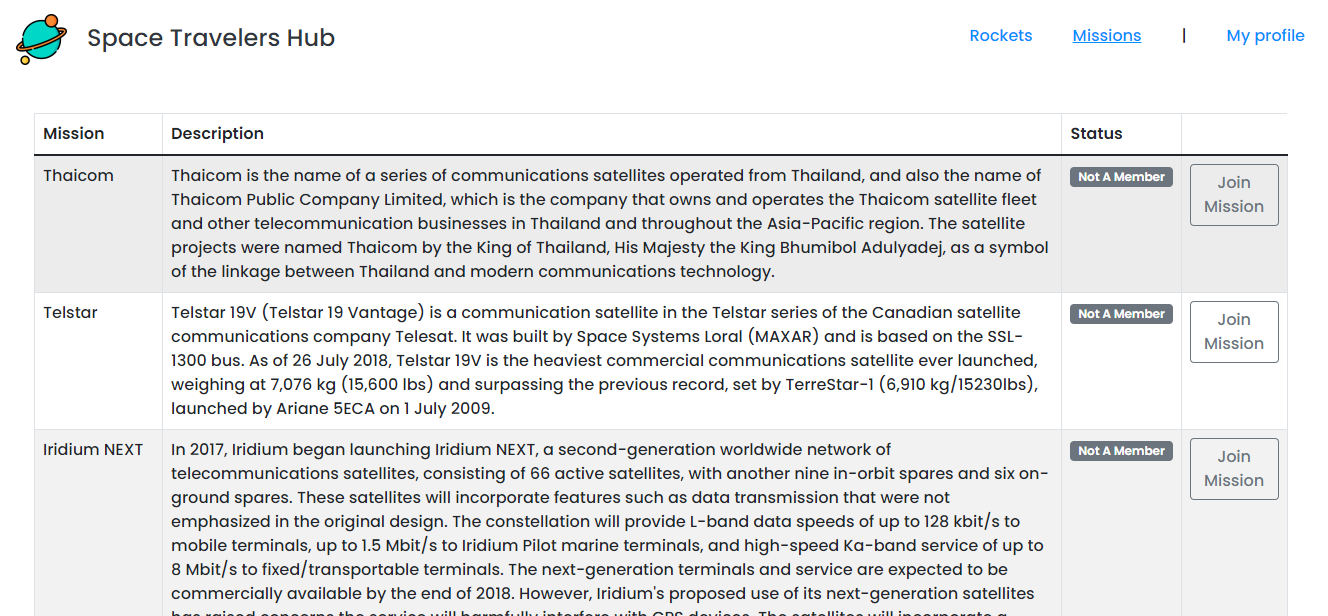 Space Travelers Hub
Rockets Missions | My profile
Mission Description Status
Thaicom
Thaicom is the name of a series of communications satellites operated from Thailand, and also the name of
Thaicom Public Company Limited, which is the company that owns and operates the Thaicom satellite fleet
and other telecommunication businesses in Thailand and throughout the Asia-Pacific region. The satellite
projects were named Thaicom by the King of Thailand, His Majesty the King Bhumibol Adulyadej, as a symbol
of the linkage between Thailand and modern communications technology.
Not A Member
Join
Mission
Telstar
Telstar 19V (Telstar 19 Vantage) is a communication satellite in the Telstar series of the Canadian satellite
communications company Telesat. It was built by Space Systems Loral (MAXAR) and is based on the SSL-
1300 bus. As of 26 July 2018, Telstar 19V is the heaviest commercial communications satellite ever launched,
weighing at 7,076 kg (15,600 lbs) and surpassing the previous record, set by TerreStar-1 (6,910 kg/15230lbs),
launched by Ariane 5ECA on 1 July 2009.
Not A Member
Join
Mission
Iridium NEXT
In 2017, Iridium began launching Iridium NEXT, a second-generation worldwide network of
telecommunications satellites, consisting of 66 active satellites, with another nine in-orbit spares and six on-
ground spares. These satellites will incorporate features such as data transmission that were not
emphasized in the original design. The constellation will provide L-band data speeds of up to 128 kbit/s to
mobile terminals, up to 1.5 Mbit/s to Iridium Pilot marine terminals, and high-speed Ka-band service of up to
8 Mbit/s to fixed/transportable terminals. The next-generation terminals and service are expected to be
commercially available by the end of 2018. However, Iridium's proposed use of its next-generation satellites
has raised concerns the service will harmfully interfere with GPS devices. The satellites will incorporate a
Not A Member
Join
Mission